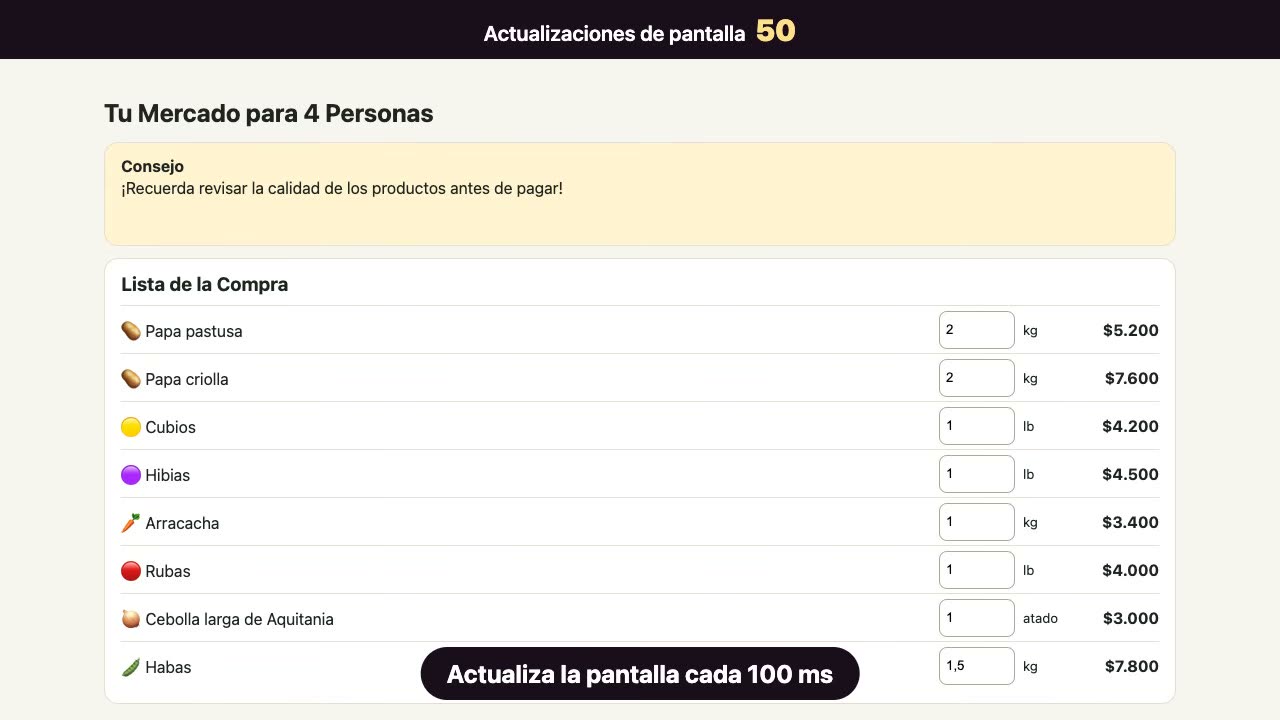 Actualizaciones de pantalla 50
Tu Mercado para 4 Personas
Consejo
¡Recuerda revisar la calidad de los productos antes de pagar!
Lista de la Compra
Papa pastusa 2 kg $5.200
Papa criolla 2 kg $7.600
Cubios 1 lb $4.200
Hibias 1 lb $4.500
Arracacha 1 kg $3.400
Rubas 1 lb $4.000
Cebolla larga de Aquitania 1 atado $3.000
Habas 1,5 kg $7.800
Actualiza la pantalla cada 100 ms